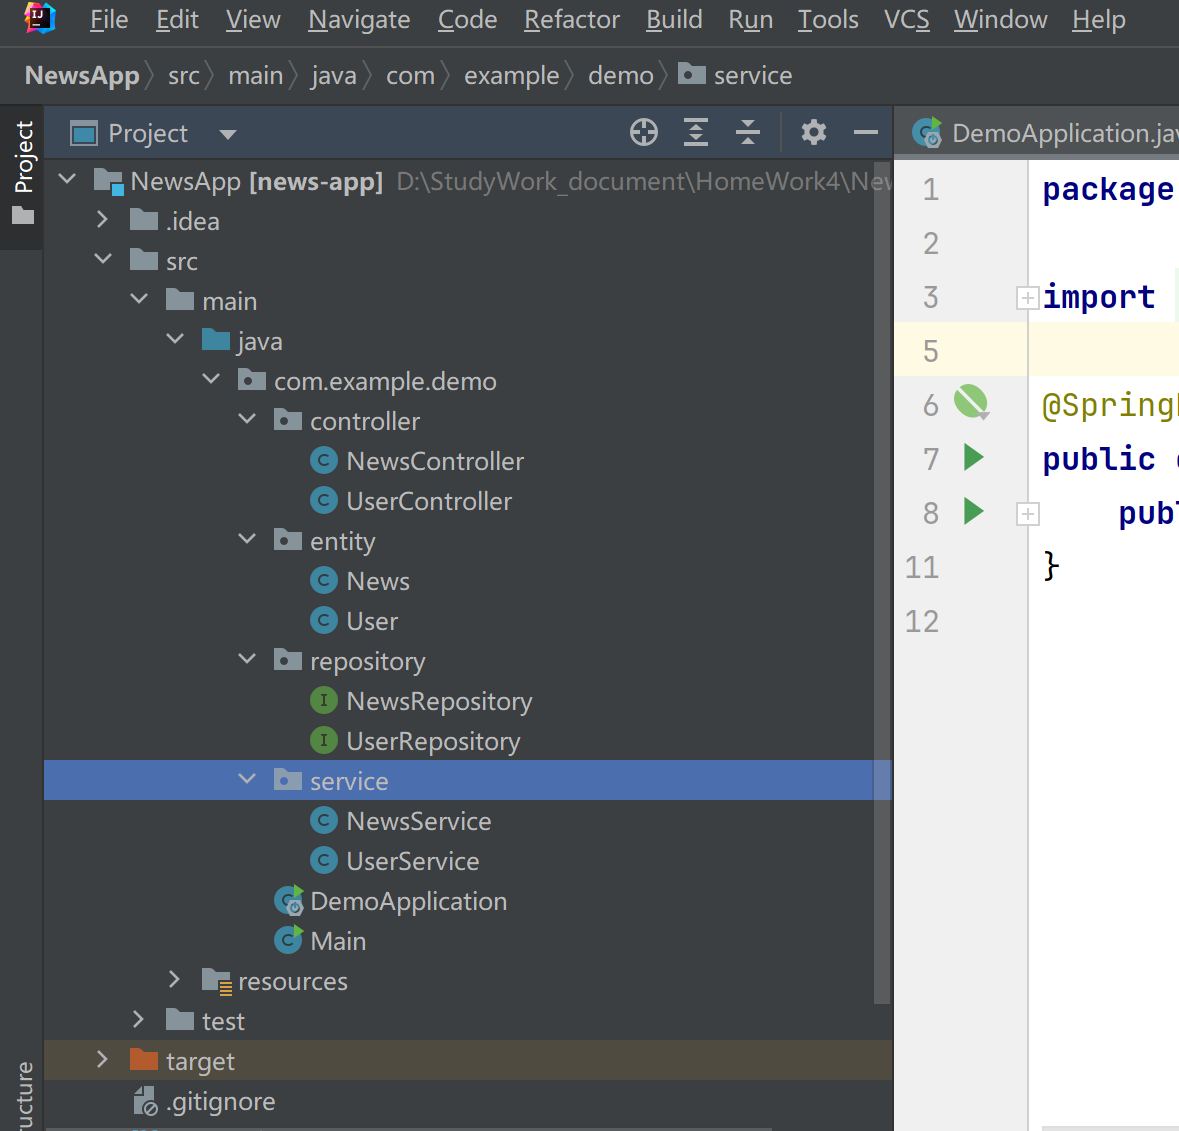 File Edit View Navigate Code Refactor Build Run Tools VCS Window Help
NewsApp src main java com example demo service
Project
Project
DemoApplication.jav
NewsApp [news-app] D:\StudyWork_document\HomeWork4\New
.idea
src
main
java
com.example.demo
controller
NewsController
UserController
entity
News
User
repository
NewsRepository
UserRepository
service
NewsService
UserService
DemoApplication
Main
resources
test
target
.gitignore
ucture
1 package
2
3 import
5
6 @Spring
7 public
8 publ
11 }
12